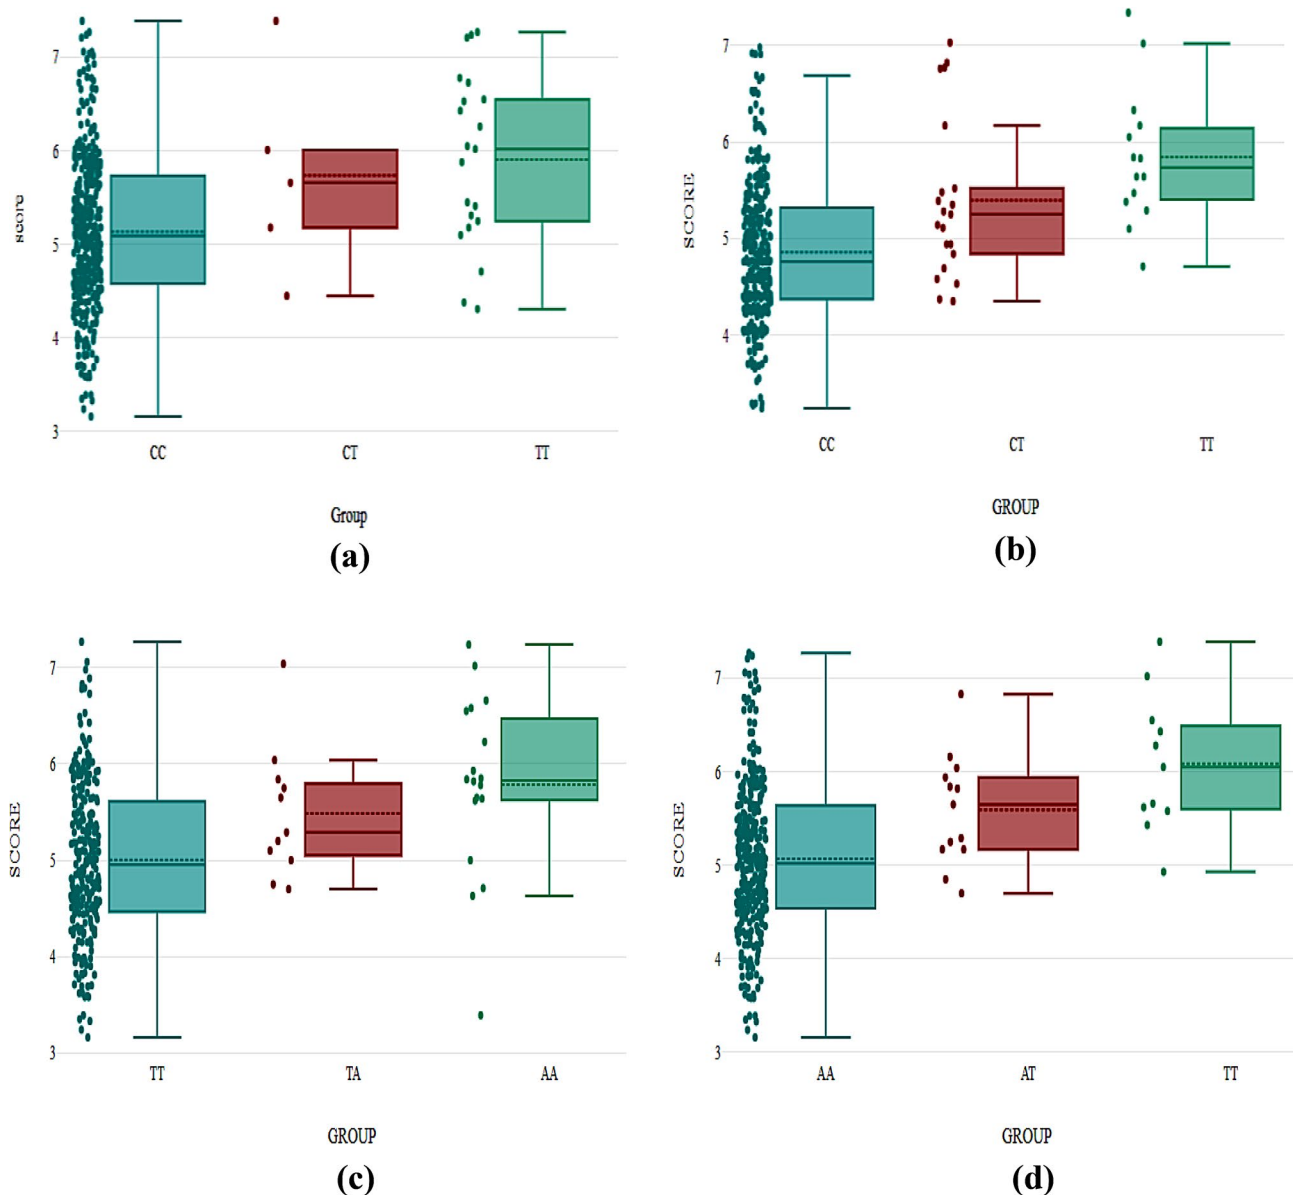 7
6
5
4
3
score
CC CT TT
Group
(a)
7
6
5
4
SCORE
CC CT TT
GROUP
(b)
7
6
5
4
3
SCORE
TT TA AA
GROUP
(c)
7
6
5
4
3
SCORE
AA AT TT
GROUP
(d)